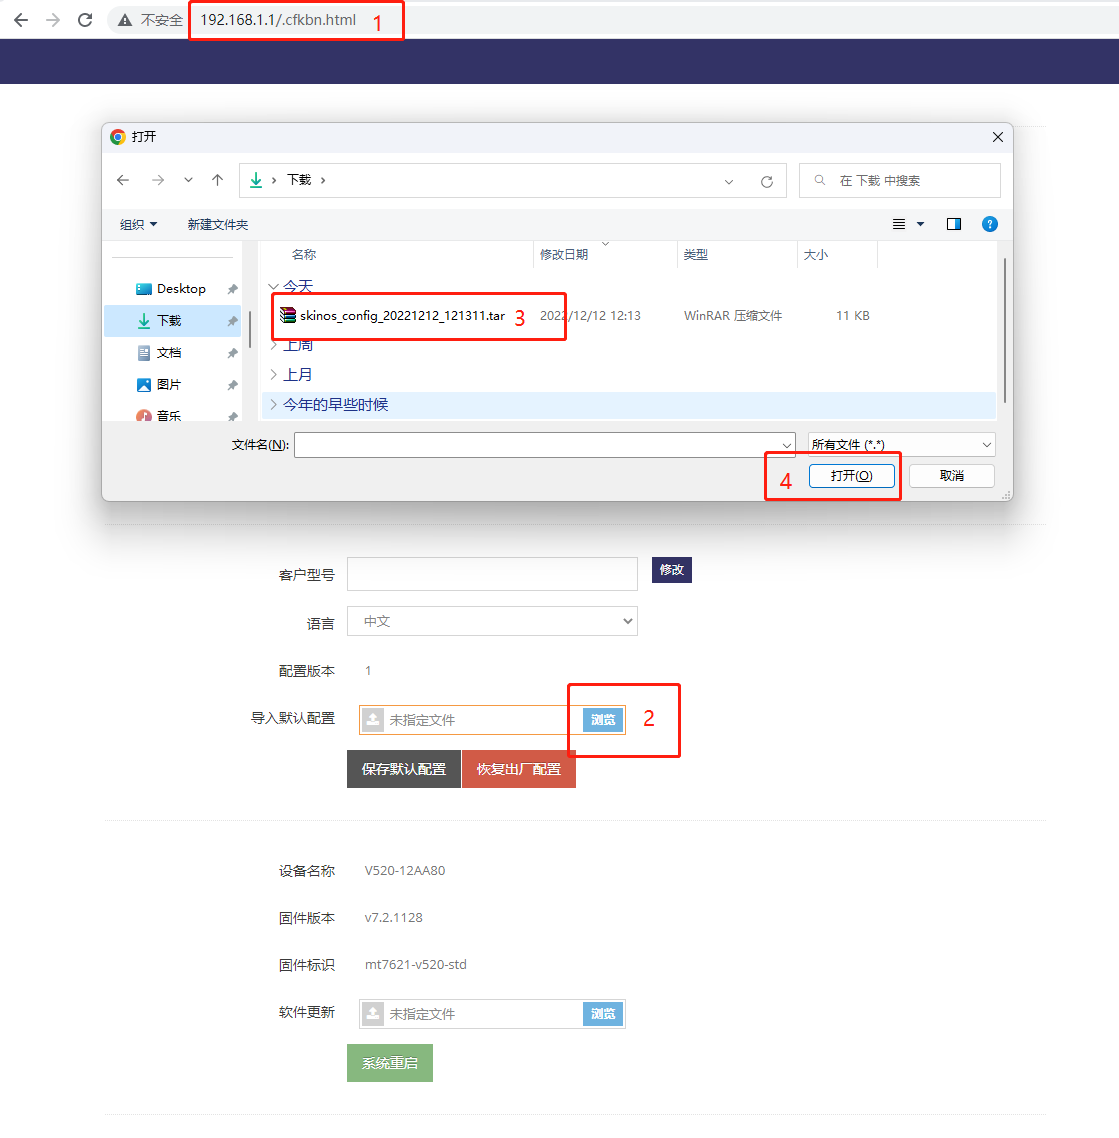 不安全 192.168.1.1/.cfkbn.html 1
打开
下载
在 下载 中搜索
组织 新建文件夹
名称 修改日期 类型 大小
今天
Desktop
skinos_config_20221212_121311.tar 3 2022/12/12 12:13 WinRAR 压缩文件 11 KB
下载
上周
文档
上月
图片
今年的早些时候
音乐
文件名(N): 所有文件 (*.*)
4 打开(O) 取消
客户型号 修改
语言 中文
配置版本 1
导入默认配置 未指定文件 浏览 2
保存默认配置 恢复出厂配置
设备名称 V520-12AA80
固件版本 v7.2.1128
固件标识 mt7621-v520-std
软件更新 未指定文件 浏览
系统重启